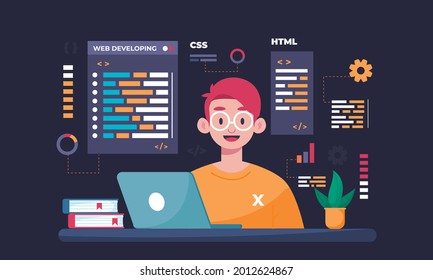 WEB DEVELOPING
<>
</>
CSS
HTML
< >
</>
</>
X
shutterstock.com · 2012624867